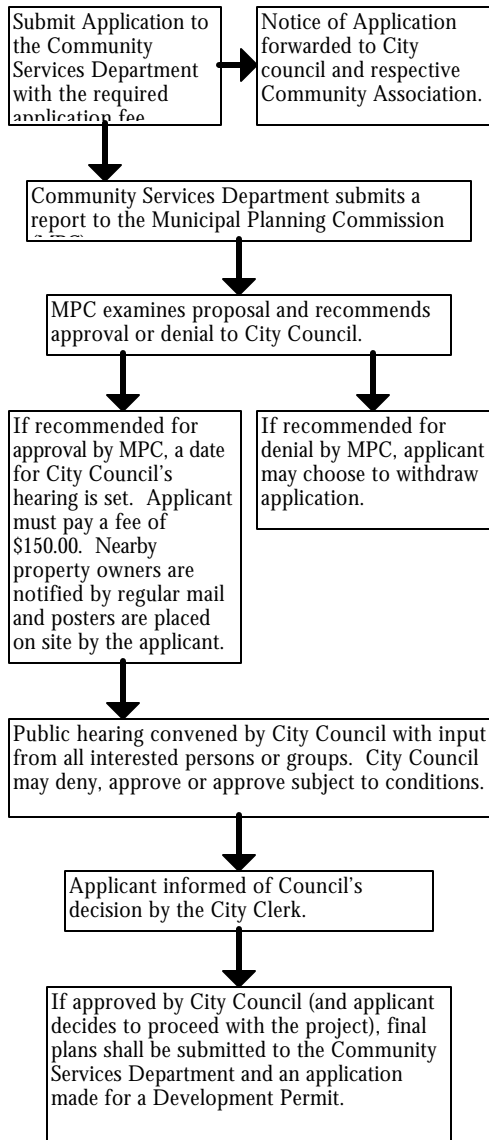 Submit Application to
the Community
Services Department
with the required
application fee
Notice of Application
forwarded to City
council and respective
Community Association.
Community Services Department submits a
report to the Municipal Planning Commission
(MPC)
MPC examines proposal and recommends
approval or denial to City Council.
If recommended for
approval by MPC, a date
for City Council's
hearing is set.  Applicant
must pay a fee of
$150.00.  Nearby
property owners are
notified by regular mail
and posters are placed
on site by the applicant.
If recommended for
denial by MPC, applicant
may choose to withdraw
application.
Public hearing convened by City Council with input
from all interested persons or groups.  City Council
may deny, approve or approve subject to conditions.
Applicant informed of Council's
decision by the City Clerk.
If approved by City Council (and applicant
decides to proceed with the project), final
plans shall be submitted to the Community
Services Department and an application
made for a Development Permit.